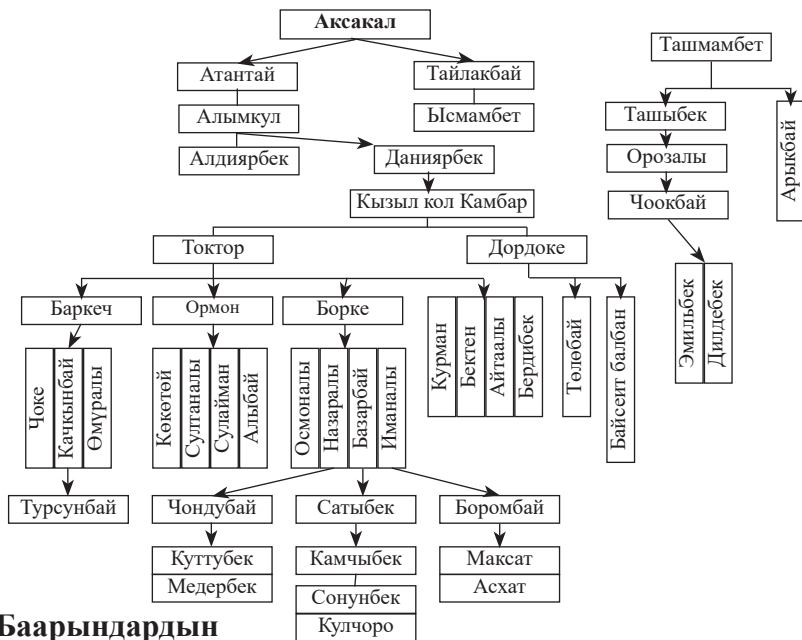 Аксакал
Ташмамбет
Атантай
Тайлакбай
Алымкул
Ысмамбет
Ташыбек
Арыкбай
Алдиярбек
Даниярбек
Орозалы
Кызыл кол Камбар
Чоокбай
Токтор
Дордоке
Баркеч
Ормон
Борке
Курман
Бектен
Айтаалы
Бердибек
Төлөбай
Байсеит балбан
Эмильбек
Дилдебек
Чоке
Качкынбай
Өмүралы
Көкөтөй
Султаналы
Сулайман
Алыбай
Осмоналы
Назаралы
Базарбай
Иманалы
Турсунбай
Чондубай
Сатыбек
Боромбай
Куттубек
Камчыбек
Максат
Медербек
Асхат
Сонунбек
Кулчоро
Баарындардын